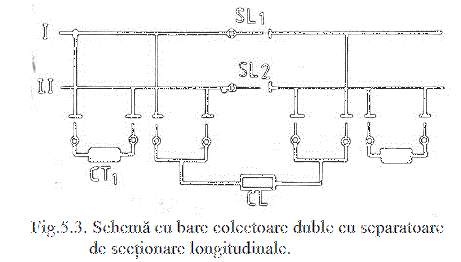 I
SL1
II
SL2
CT1
CL
Fig.5.3. Schemă cu bare colectoare duble cu separatoare
de secționare longitudinale.